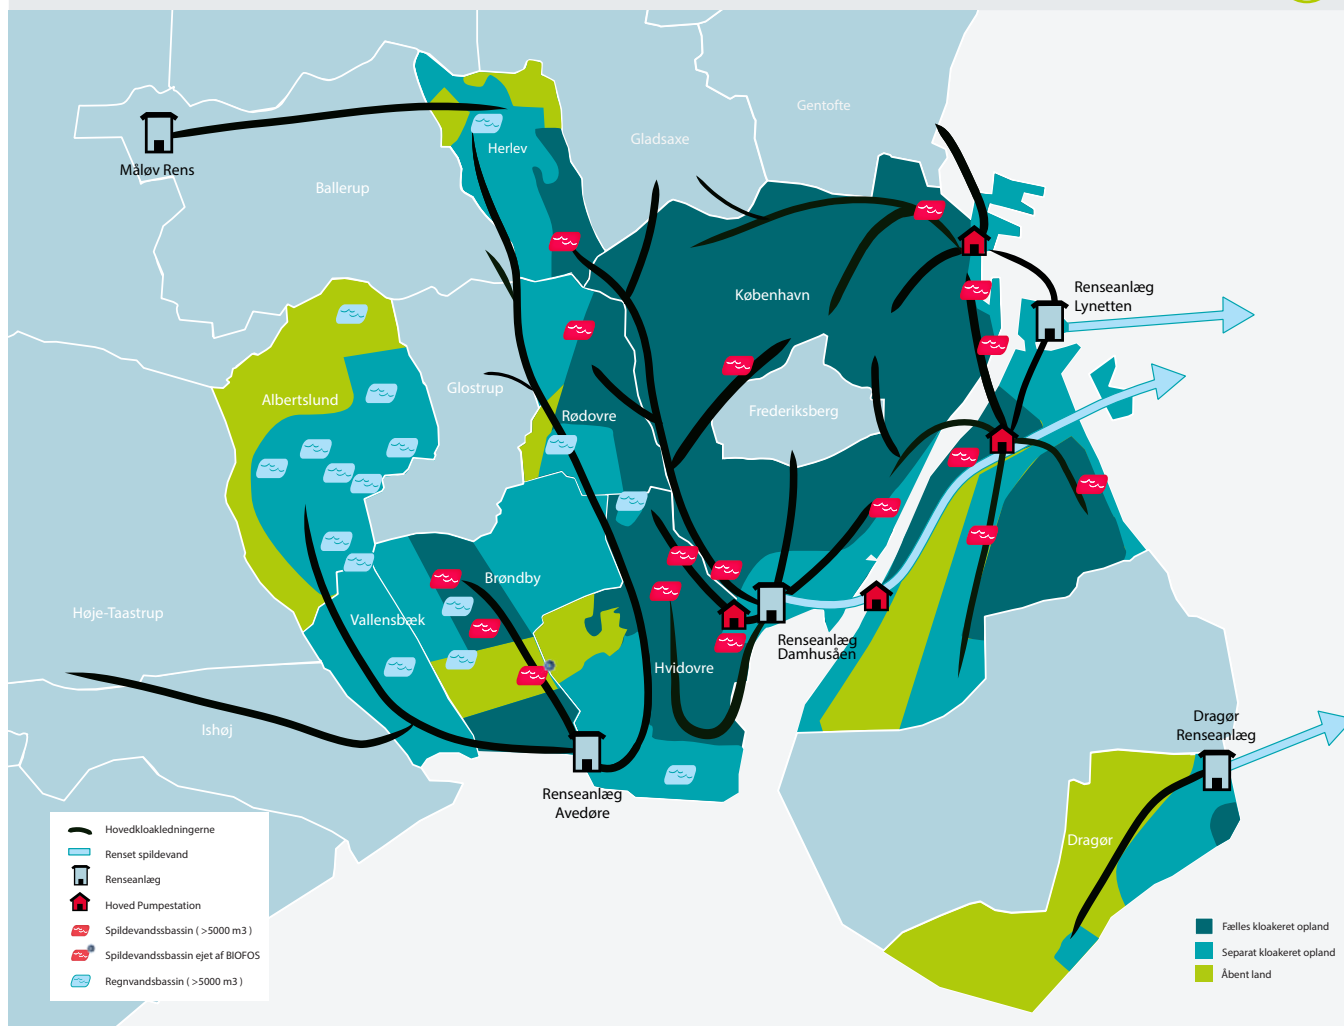 Gentofte
Gladsaxe
Herlev
Måløv Rens
Ballerup
København
Renseanlæg
Lynetten
Glostrup
Albertslund
Rødovre
Frederiksberg
Brøndby
Høje-Taastrup
Vallensbæk
Renseanlæg
Damhusåen
Hvidovre
Ishøj
Dragør
Renseanlæg
Renseanlæg
Avedøre
Dragør
Hovedkloakledningerne
Renset spildevand
Renseanlæg
Hoved Pumpestation
Spildevandssbassin ( >5000 m3 )
Spildevandssbassin ejet af BIOFOS
Regnvandsbassin ( >5000 m3 )
Fælles kloakeret opland
Separat kloakeret opland
Åbent land